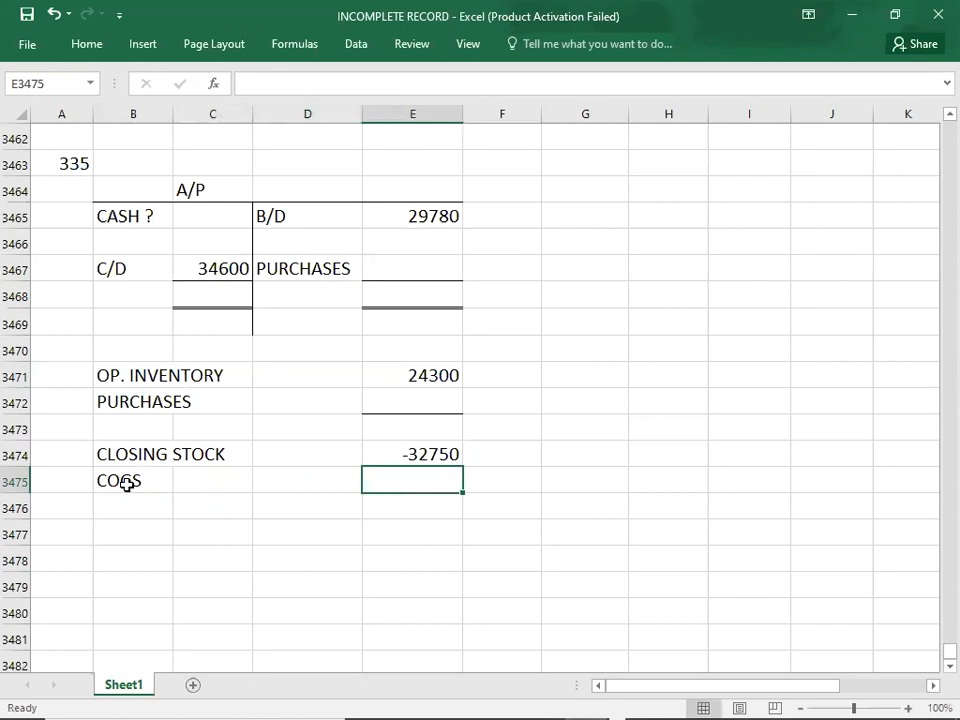 INCOMPLETE RECORD - Excel (Product Activation Failed)
File Home Insert Page Layout Formulas Data Review View Tell me what you want to do... Share
E3475 fx
A B C D E F G H I J K
3462
3463 335
3464 A/P
3465 CASH ? B/D 29780
3466
3467 C/D 34600 PURCHASES
3468
3469
3470
3471 OP. INVENTORY 24300
3472 PURCHASES
3473
3474 CLOSING STOCK -32750
3475 COGS
3476
3477
3478
3479
3480
3481
3482
Sheet1
Ready 100%